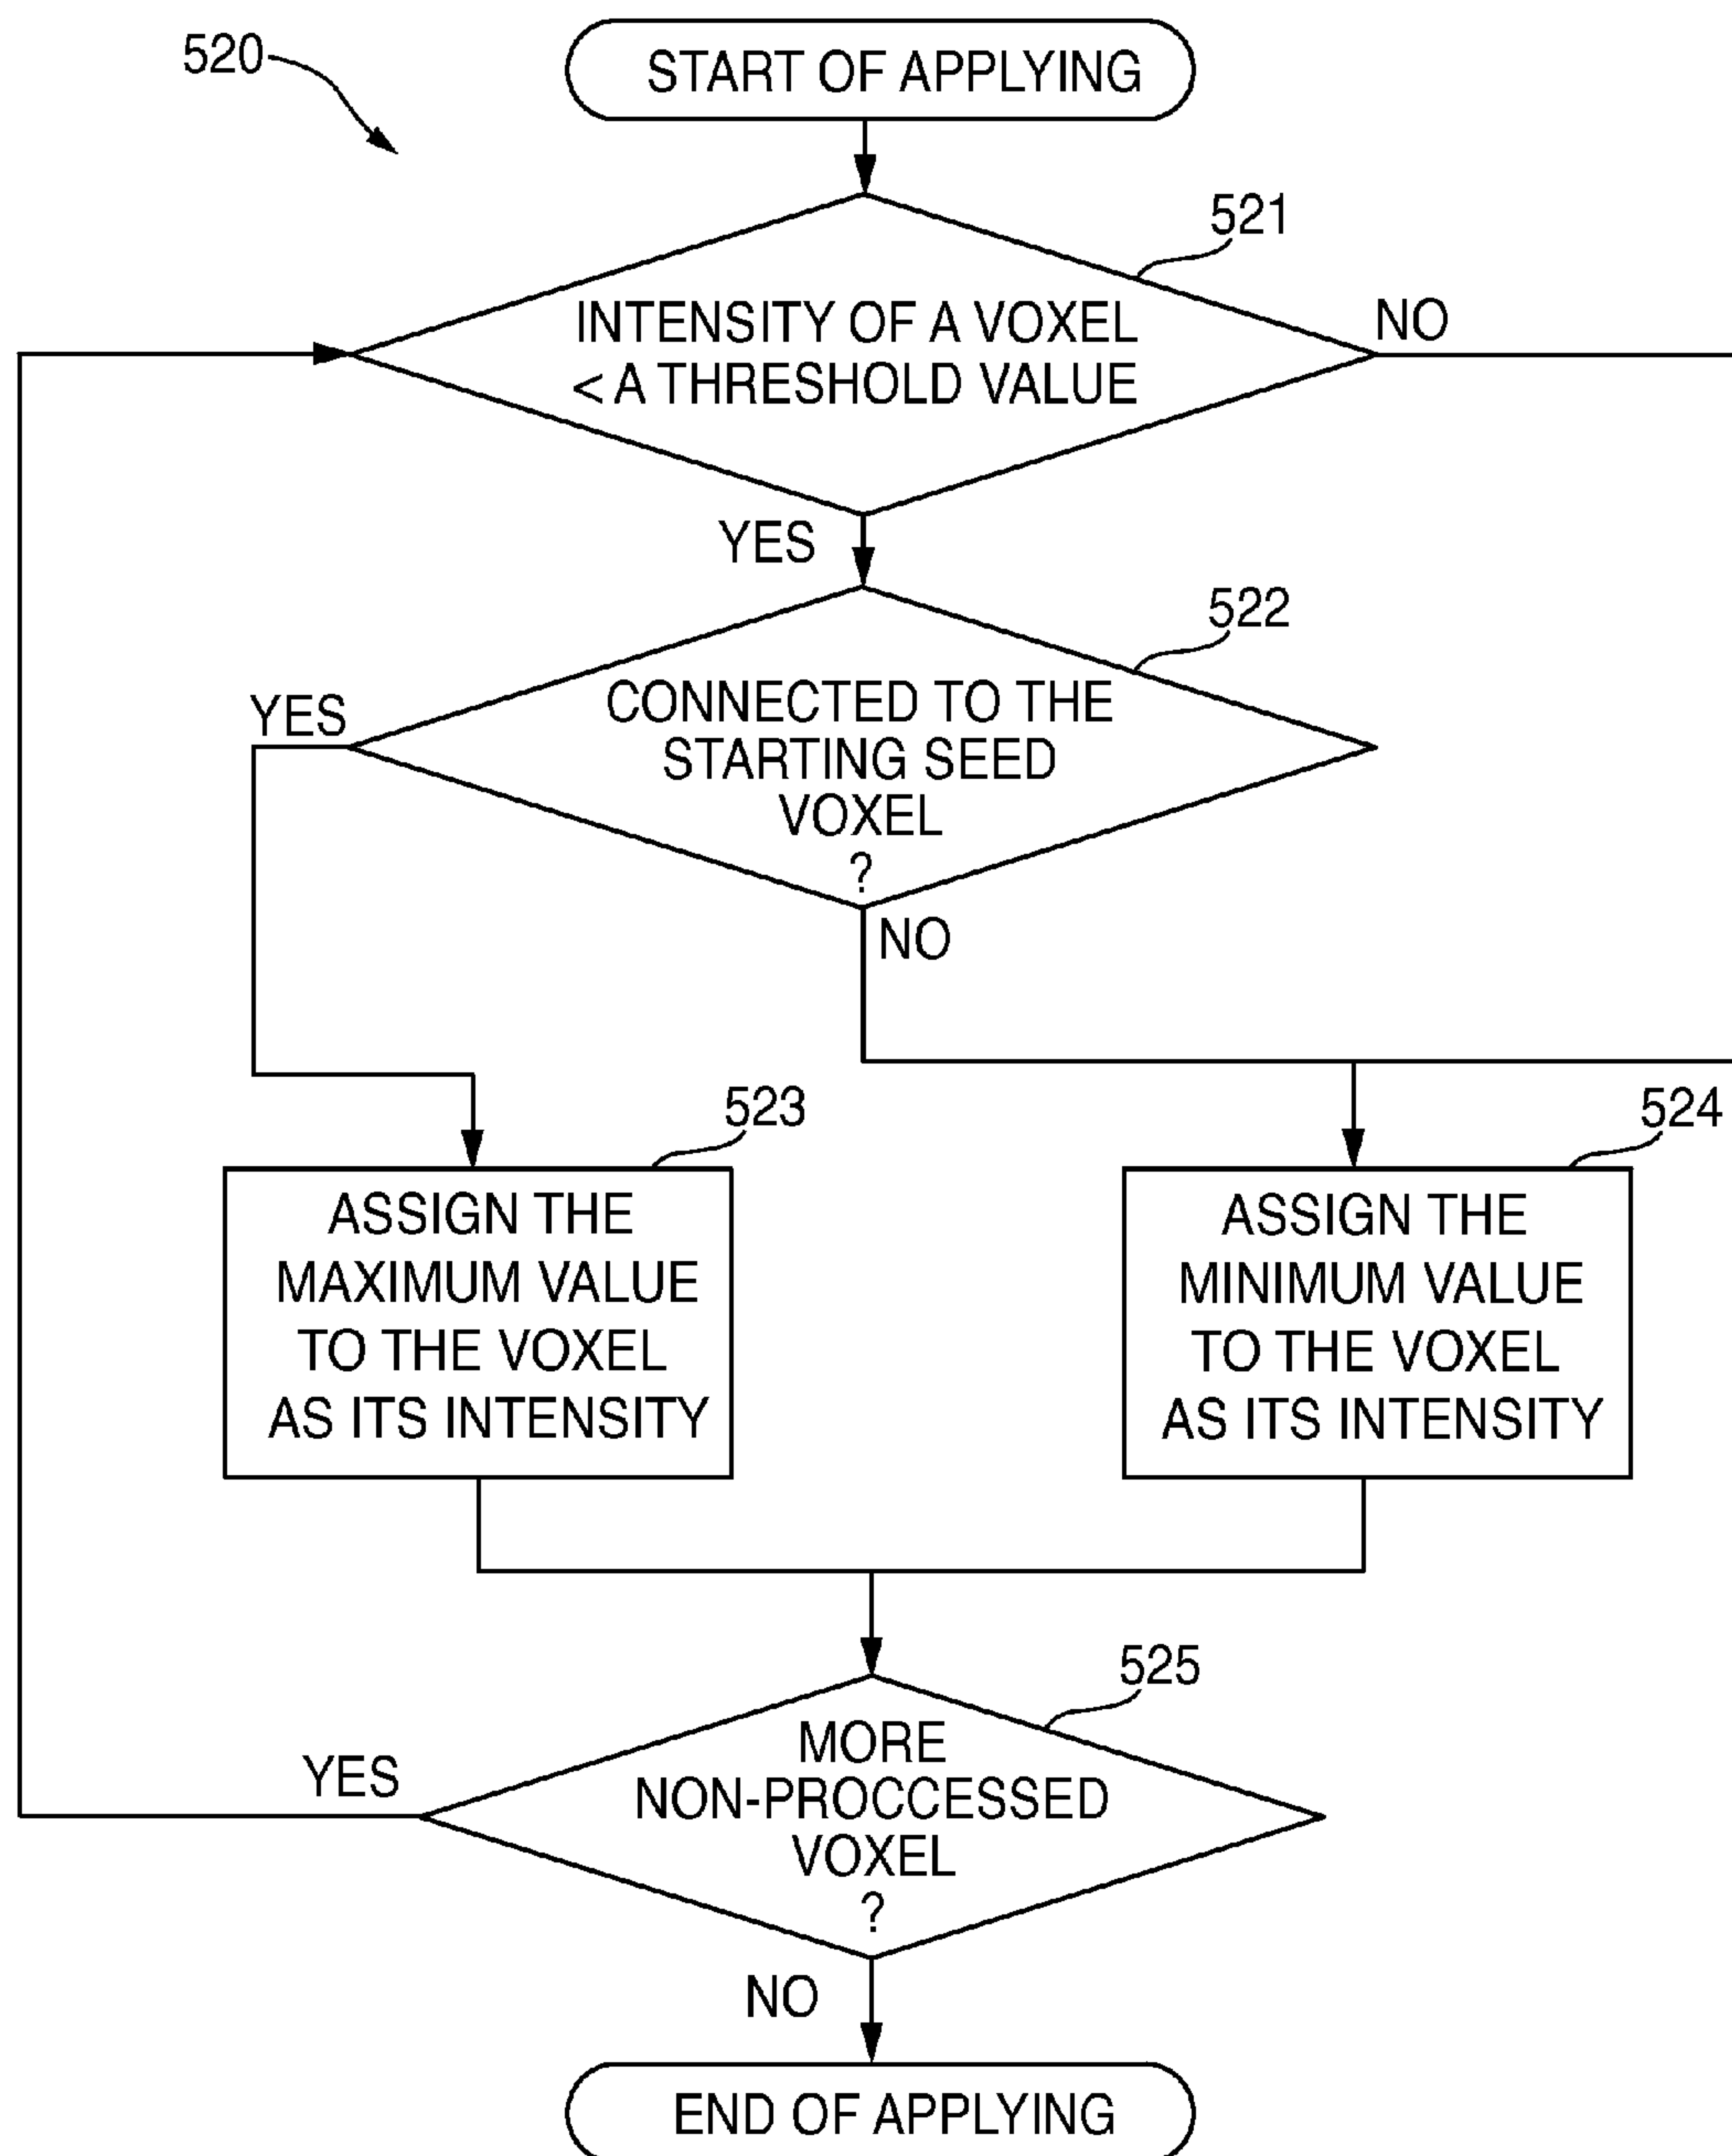 520
START OF APPLYING
521
INTENSITY OF A VOXEL
< A THRESHOLD VALUE
NO
YES
522
CONNECTED TO THE
STARTING SEED
VOXEL
?
YES
NO
523
ASSIGN THE
MAXIMUM VALUE
TO THE VOXEL
AS ITS INTENSITY
524
ASSIGN THE
MINIMUM VALUE
TO THE VOXEL
AS ITS INTENSITY
525
MORE
NON-PROCCESSED
VOXEL
?
YES
NO
END OF APPLYING